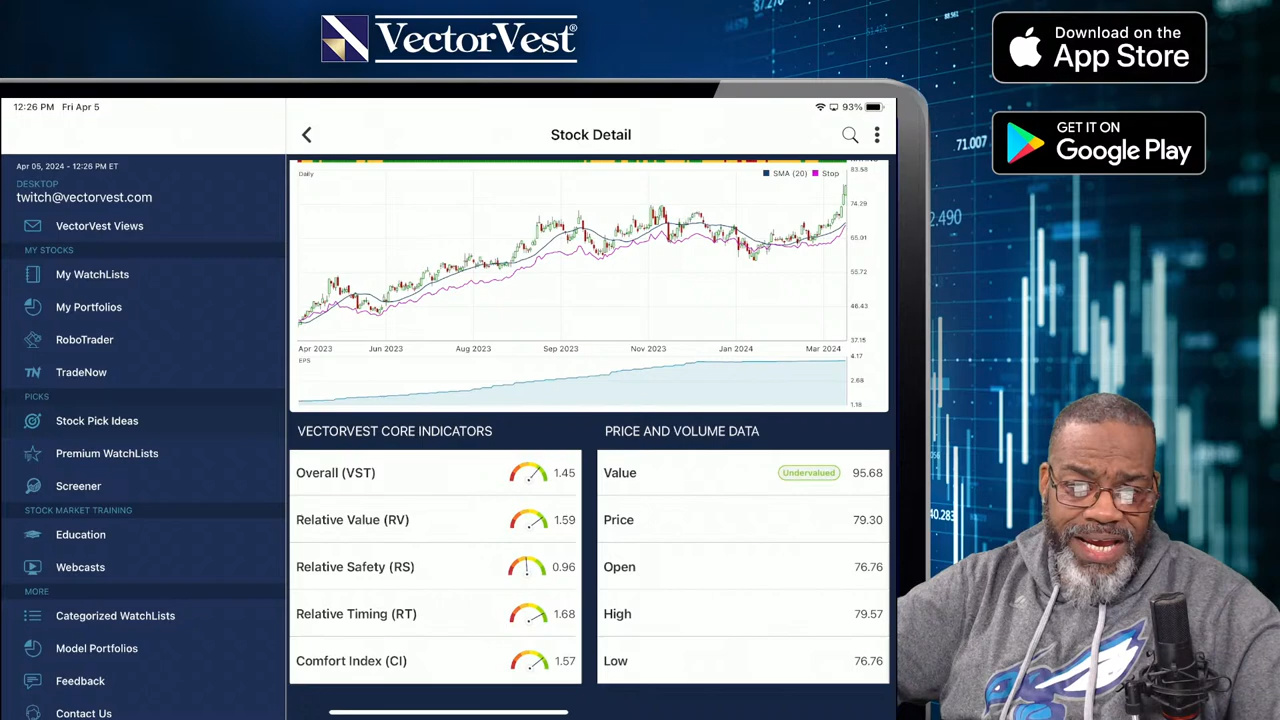 VectorVest®
Download on the
App Store
GET IT ON
Google Play
12:26 PM Fri Apr 5
93%
Apr 05, 2024 - 12:26 PM ET
DESKTOP
twitch@vectorvest.com
VectorVest Views
MY STOCKS
My WatchLists
My Portfolios
RoboTrader
TN TradeNow
PICKS
Stock Pick Ideas
Premium WatchLists
Screener
STOCK MARKET TRAINING
Education
Webcasts
MORE
Categorized WatchLists
Model Portfolios
Feedback
Contact Us
Stock Detail
Daily
SMA (20) Stop
83.58
74.29
65.01
55.72
46.43
37.15
Apr 2023 Jun 2023 Aug 2023 Sep 2023 Nov 2023 Jan 2024 Mar 2024
EPS
4.17
2.68
1.18
VECTORVEST CORE INDICATORS
Overall (VST) 1.45
Relative Value (RV) 1.59
Relative Safety (RS) 0.96
Relative Timing (RT) 1.68
Comfort Index (CI) 1.57
PRICE AND VOLUME DATA
Value Undervalued 95.68
Price 79.30
Open 76.76
High 79.57
Low 76.76
71.007
2.490
40.283